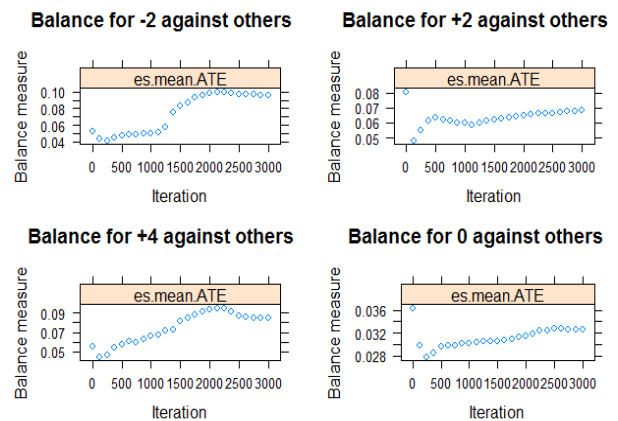 Balance for -2 against others
es.mean.ATE
Balance measure
0.10
0.08
0.06
0.04
0 500 1000 1500 2000 2500 3000
Iteration
Balance for +2 against others
es.mean.ATE
Balance measure
0.08
0.07
0.06
0.05
0 500 1000 1500 2000 2500 3000
Iteration
Balance for +4 against others
es.mean.ATE
Balance measure
0.09
0.07
0.05
0 500 1000 1500 2000 2500 3000
Iteration
Balance for 0 against others
es.mean.ATE
Balance measure
0.036
0.032
0.028
0 500 1000 1500 2000 2500 3000
Iteration